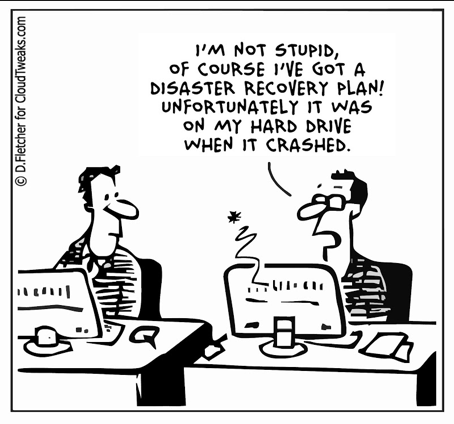 I'M NOT STUPID,
OF COURSE I'VE GOT A
DISASTER RECOVERY PLAN!
UNFORTUNATELY IT WAS
ON MY HARD DRIVE
WHEN IT CRASHED.
© D.Fletcher for CloudTweaks.com